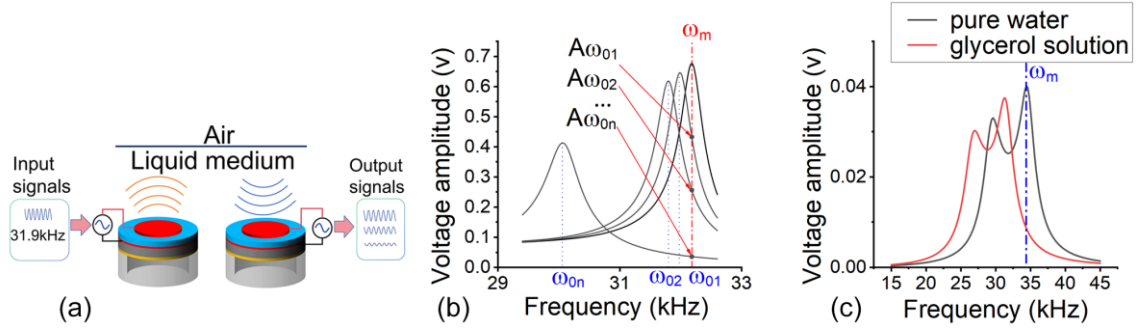 Air
Liquid medium
Input
signals
31.9kHz
Output
signals
(a)
Voltage amplitude (v)
0.7
0.6
0.5
0.4
0.3
0.2
0.1
0.0
Aω01
Aω02
...
Aω0n
ωm
ω0n
ω02
ω01
31
33
Frequency (kHz)
(b)
pure water
glycerol solution
ωm
Voltage amplitude (v)
0.04
0.02
0.00
15 20 25 30 35 40 45
Frequency (kHz)
(c)